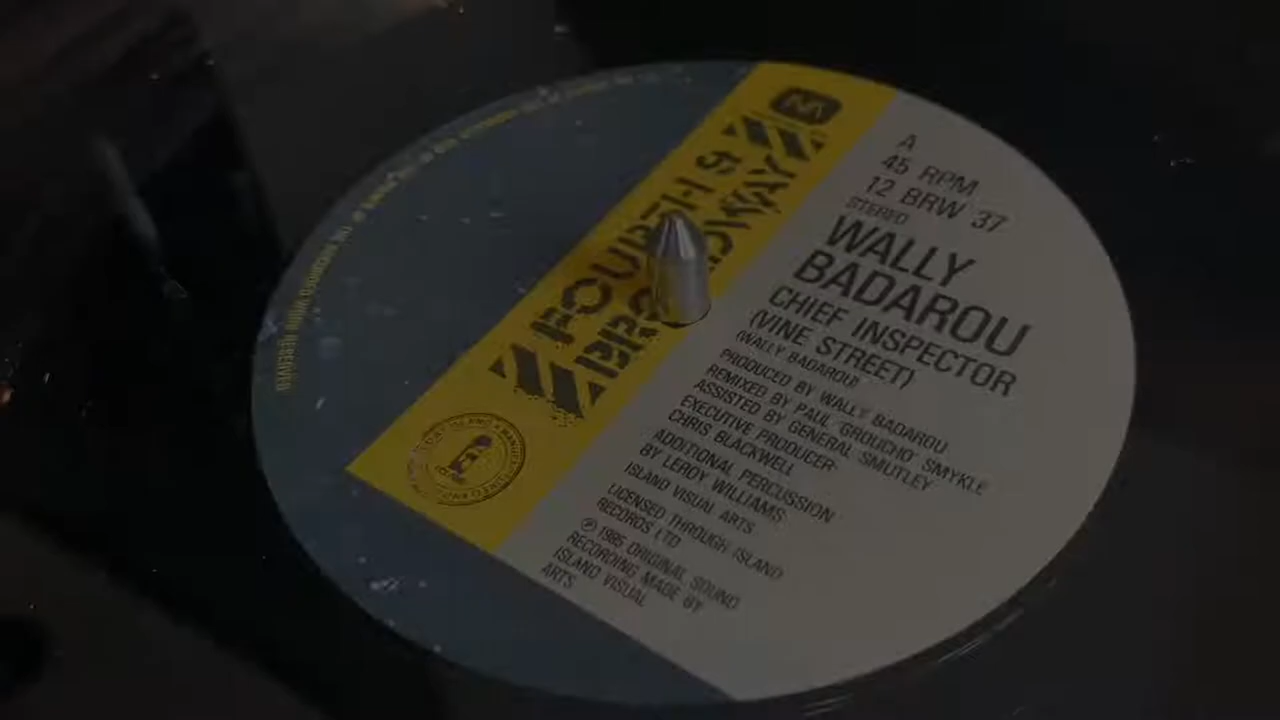 FOURTH &
BR WAY
A
45 RPM
12 BRW 37
STEREO
WALLY
BADAROU
CHIEF INSPECTOR
(VINE STREET)
(WALLY BADAROU)
PRODUCED BY WALLY BADAROU
REMIXED BY PAUL 'GROUCHO' SMYKLE
ASSISTED BY GENERAL SMUTLEY
EXECUTIVE PRODUCER-
CHRIS BLACKWELL
ADDITIONAL PERCUSSION
BY LEROY WILLIAMS
ISLAND VISUAL ARTS
LICENSED THROUGH ISLAND
RECORDS LTD
℗ 1985 ORIGINAL SOUND
RECORDING MADE BY
ISLAND VISUAL
ARTS